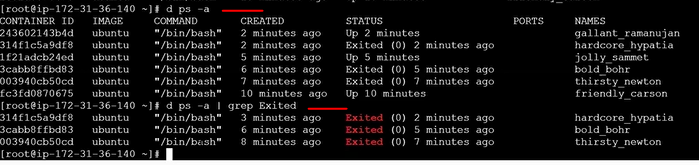 [root@ip-172-31-36-140 ~]# d ps -a
CONTAINER ID   IMAGE     COMMAND       CREATED          STATUS                     PORTS     NAMES
243602143b4d   ubuntu    "/bin/bash"   2 minutes ago    Up 2 minutes                         gallant_ramanujan
314f1c5a9df8   ubuntu    "/bin/bash"   2 minutes ago    Exited (0) 2 minutes ago             hardcore_hypatia
1f21adcb24ed   ubuntu    "/bin/bash"   5 minutes ago    Up 5 minutes                         jolly_sammet
3cabb8ffbd83   ubuntu    "/bin/bash"   6 minutes ago    Exited (0) 5 minutes ago             bold_bohr
003940cb50cd   ubuntu    "/bin/bash"   7 minutes ago    Exited (0) 6 minutes ago             thirsty_newton
fc3fd0870675   ubuntu    "/bin/bash"   10 minutes ago   Up 10 minutes                        friendly_carson
[root@ip-172-31-36-140 ~]# d ps -a | grep Exited
314f1c5a9df8   ubuntu    "/bin/bash"   3 minutes ago    Exited (0) 2 minutes ago             hardcore_hypatia
3cabb8ffbd83   ubuntu    "/bin/bash"   6 minutes ago    Exited (0) 5 minutes ago             bold_bohr
003940cb50cd   ubuntu    "/bin/bash"   8 minutes ago    Exited (0) 7 minutes ago             thirsty_newton
[root@ip-172-31-36-140 ~]#